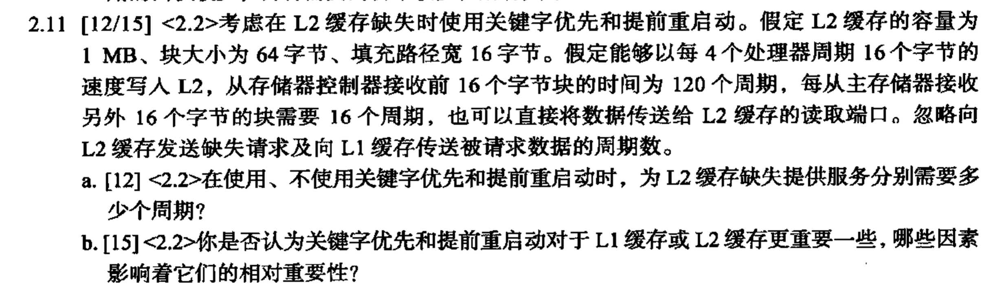 2.11 [12/15] <2.2>考虑在 L2 缓存缺失时使用关键字优先和提前重启动。假定 L2 缓存的容量为
1 MB、块大小为 64 字节、填充路径宽 16 字节。假定能够以每 4 个处理器周期 16 个字节的
速度写入 L2，从存储器控制器接收前 16 个字节块的时间为 120 个周期，每从主存储器接收
另外 16 个字节的块需要 16 个周期，也可以直接将数据传送给 L2 缓存的读取端口。忽略向
L2 缓存发送缺失请求及向 L1 缓存传送被请求数据的周期数。
a. [12] <2.2>在使用、不使用关键字优先和提前重启动时，为 L2 缓存缺失提供服务分别需要多
少个周期?
b. [15] <2.2>你是否认为关键字优先和提前重启动对于 L1 缓存或 L2 缓存更重要一些，哪些因素
影响着它们的相对重要性?